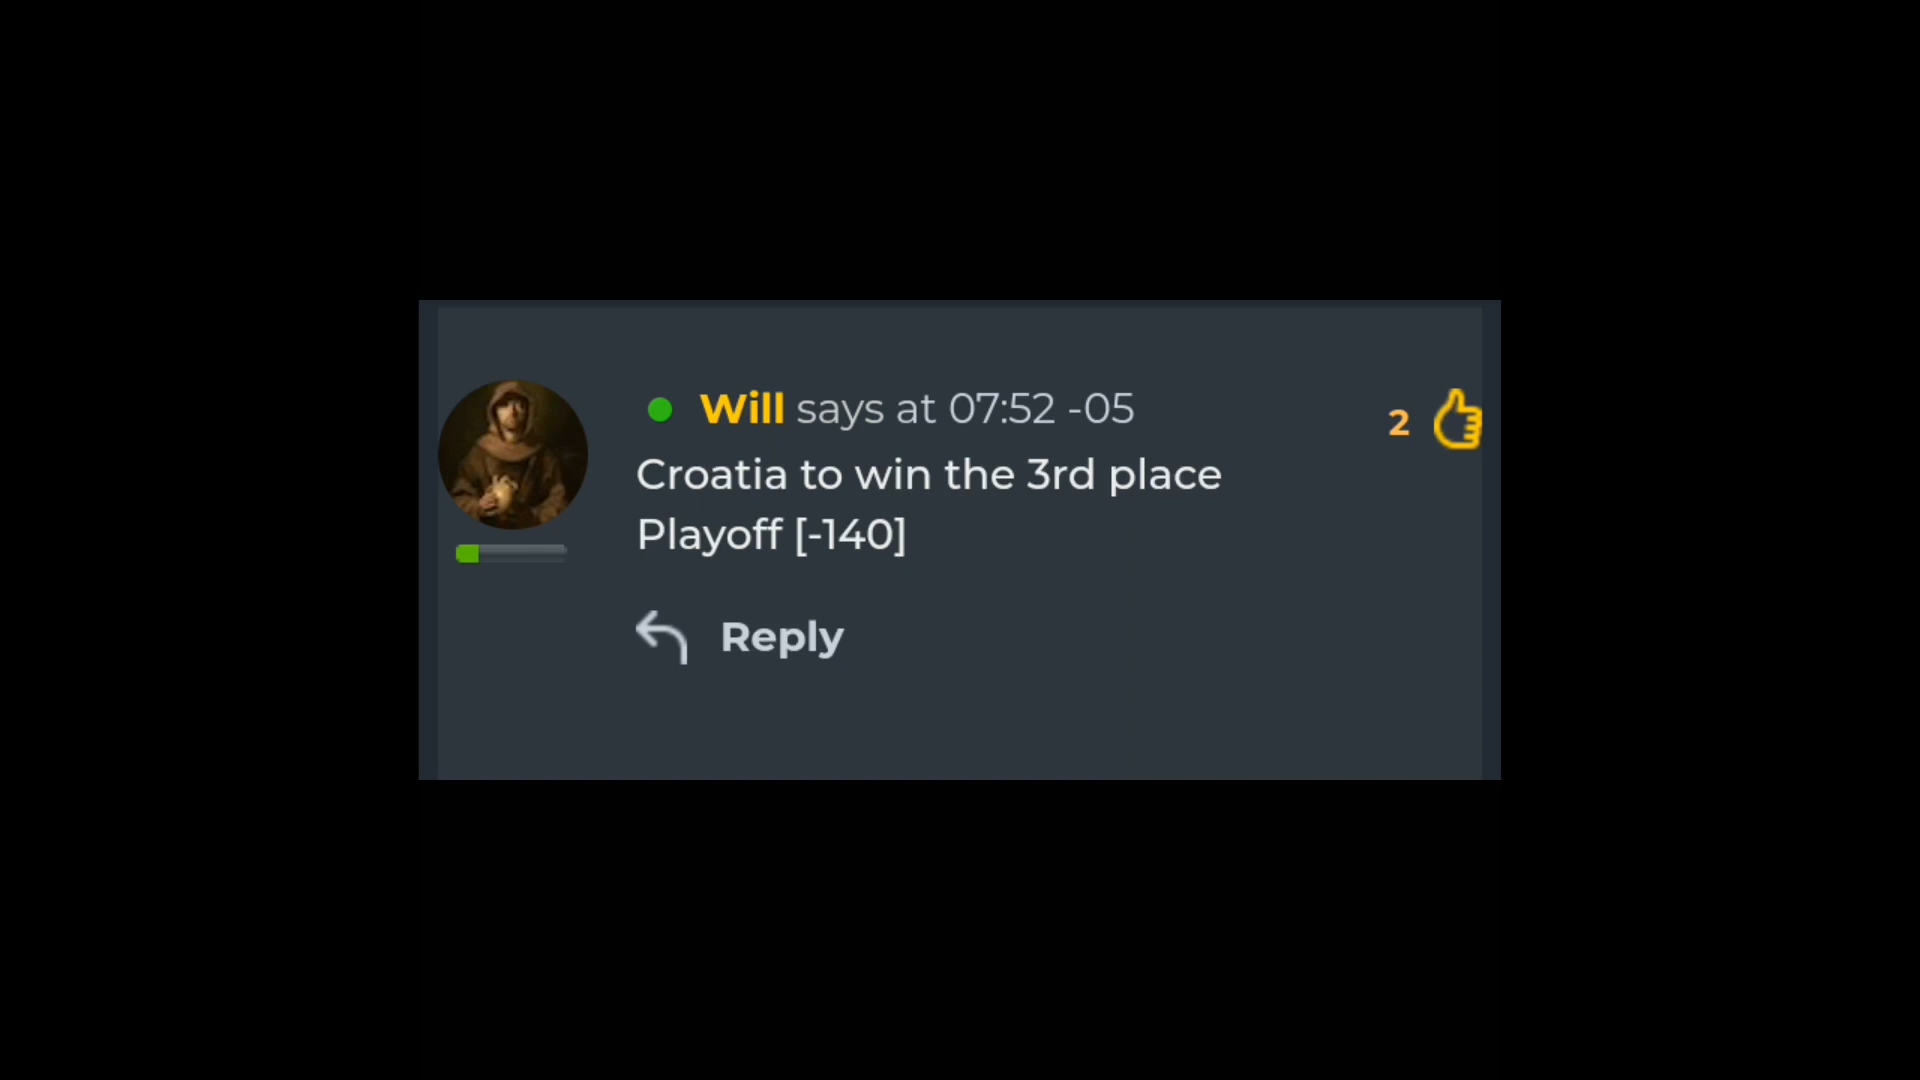 Will says at 07:52 -05
2
Croatia to win the 3rd place
Playoff [-140]
Reply